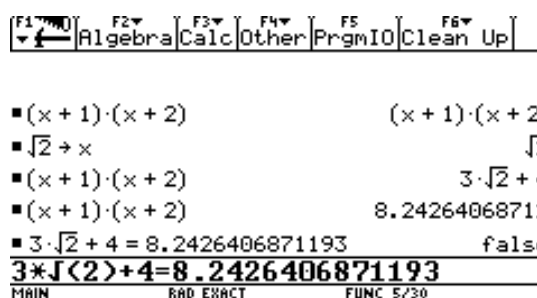 F1 F2 Algebra F3 Calc F4 Other F5 PrgmIO F6 Clean Up
(x + 1)·(x + 2) (x + 1)·(x + 2
√2 → x √
(x + 1)·(x + 2) 3·√2 +
(x + 1)·(x + 2) 8.2426406871
3·√2 + 4 = 8.2426406871193 fals
3*√(2)+4=8.2426406871193
MAIN RAD EXACT FUNC 5/30